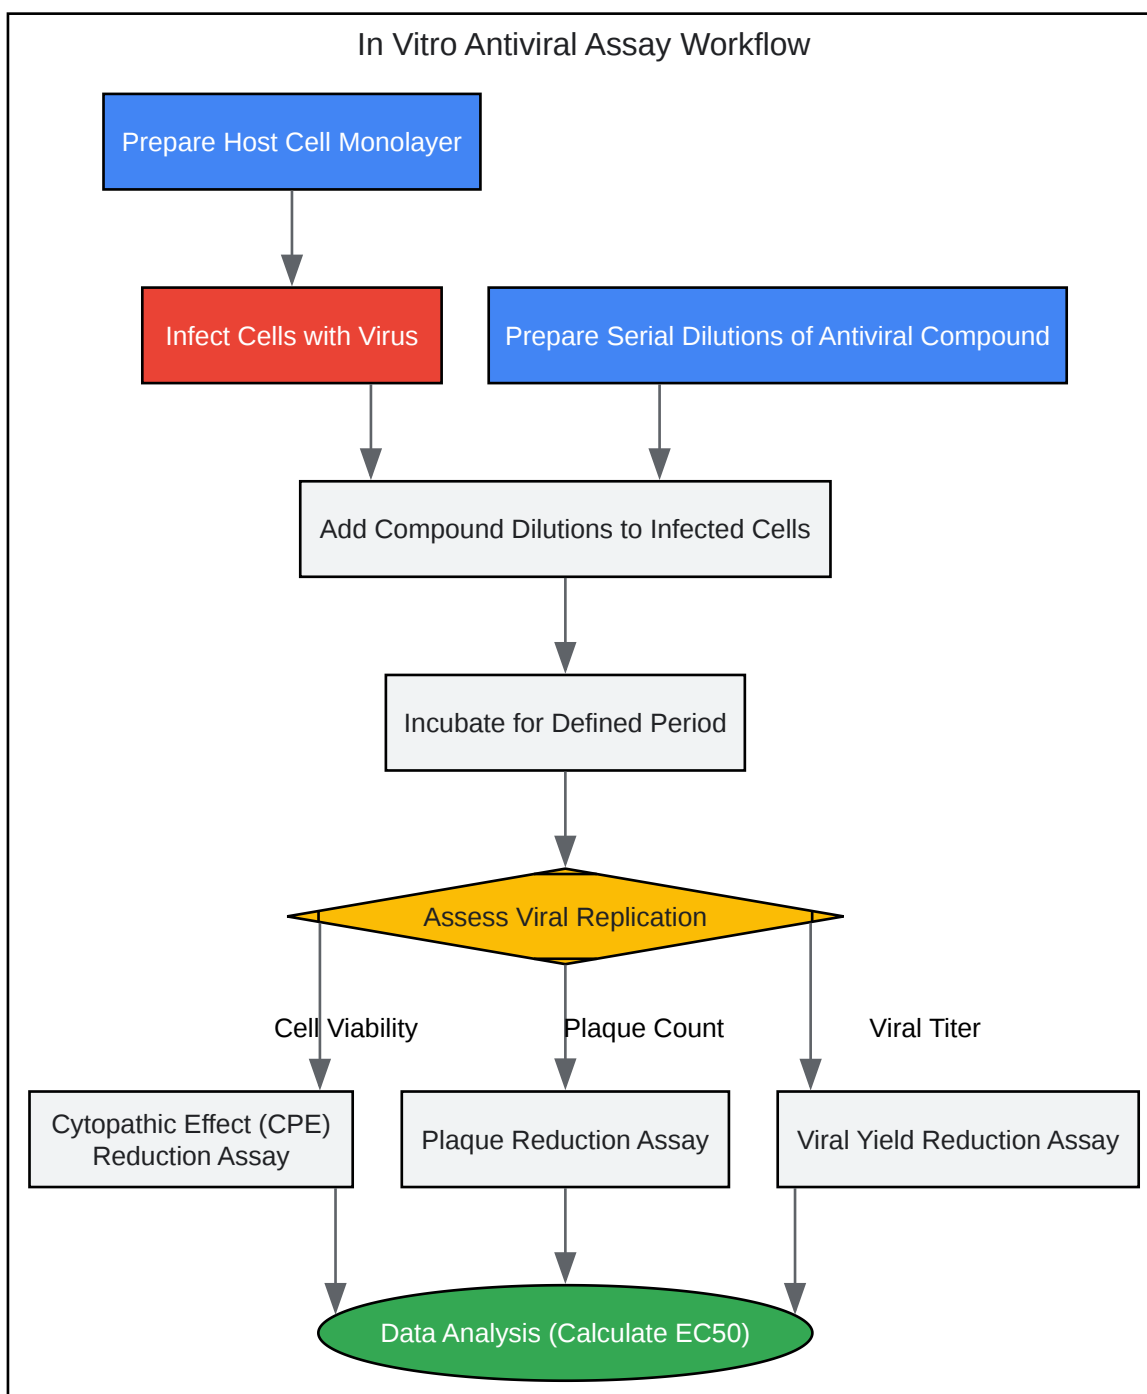 In Vitro Antiviral Assay Workflow
Prepare Host Cell Monolayer
Infect Cells with Virus
Prepare Serial Dilutions of Antiviral Compound
Add Compound Dilutions to Infected Cells
Incubate for Defined Period
Assess Viral Replication
Cell Viability
Plaque Count
Viral Titer
Cytopathic Effect (CPE)
Reduction Assay
Plaque Reduction Assay
Viral Yield Reduction Assay
Data Analysis (Calculate EC50)